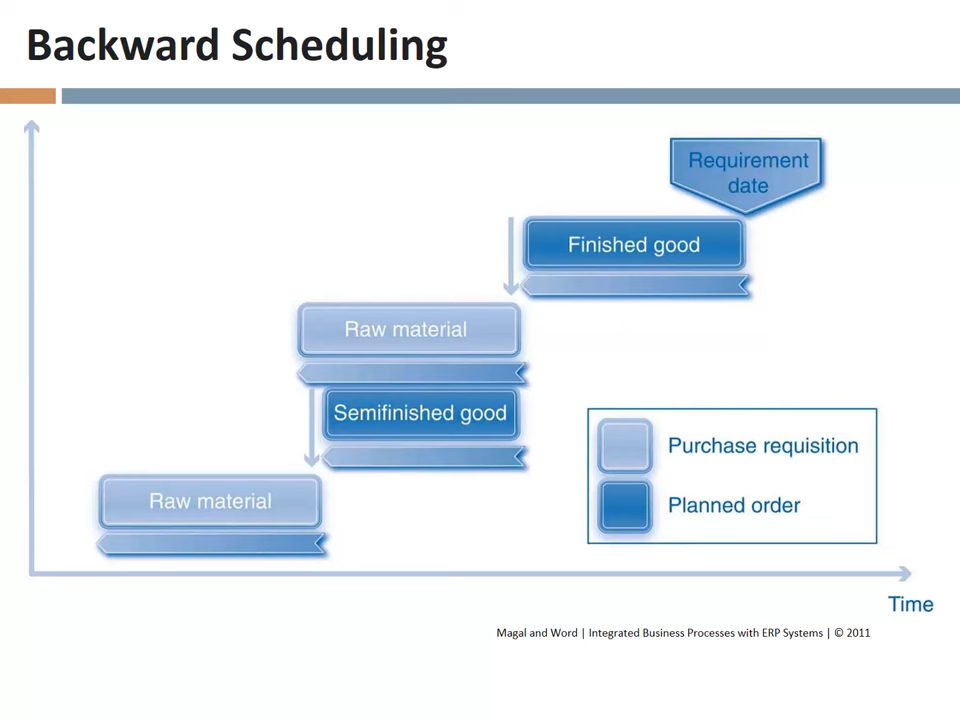 Backward Scheduling
Requirement
date
Finished good
Raw material
Semifinished good
Purchase requisition
Raw material
Planned order
Time
Magal and Word | Integrated Business Processes with ERP Systems | © 2011